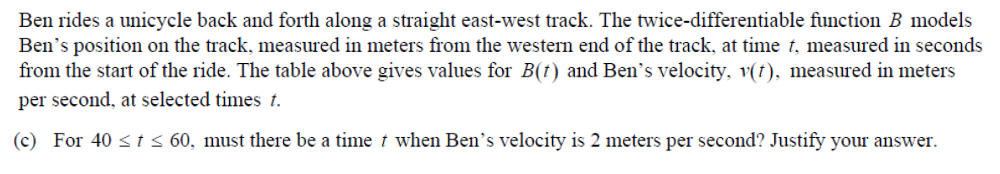 Ben rides a unicycle back and forth along a straight east-west track. The twice-differentiable function B models
Ben's position on the track, measured in meters from the western end of the track, at time t, measured in seconds
from the start of the ride. The table above gives values for B(t) and Ben's velocity, v(t), measured in meters
per second, at selected times t.
(c) For 40 ≤ t ≤ 60, must there be a time t when Ben's velocity is 2 meters per second? Justify your answer.